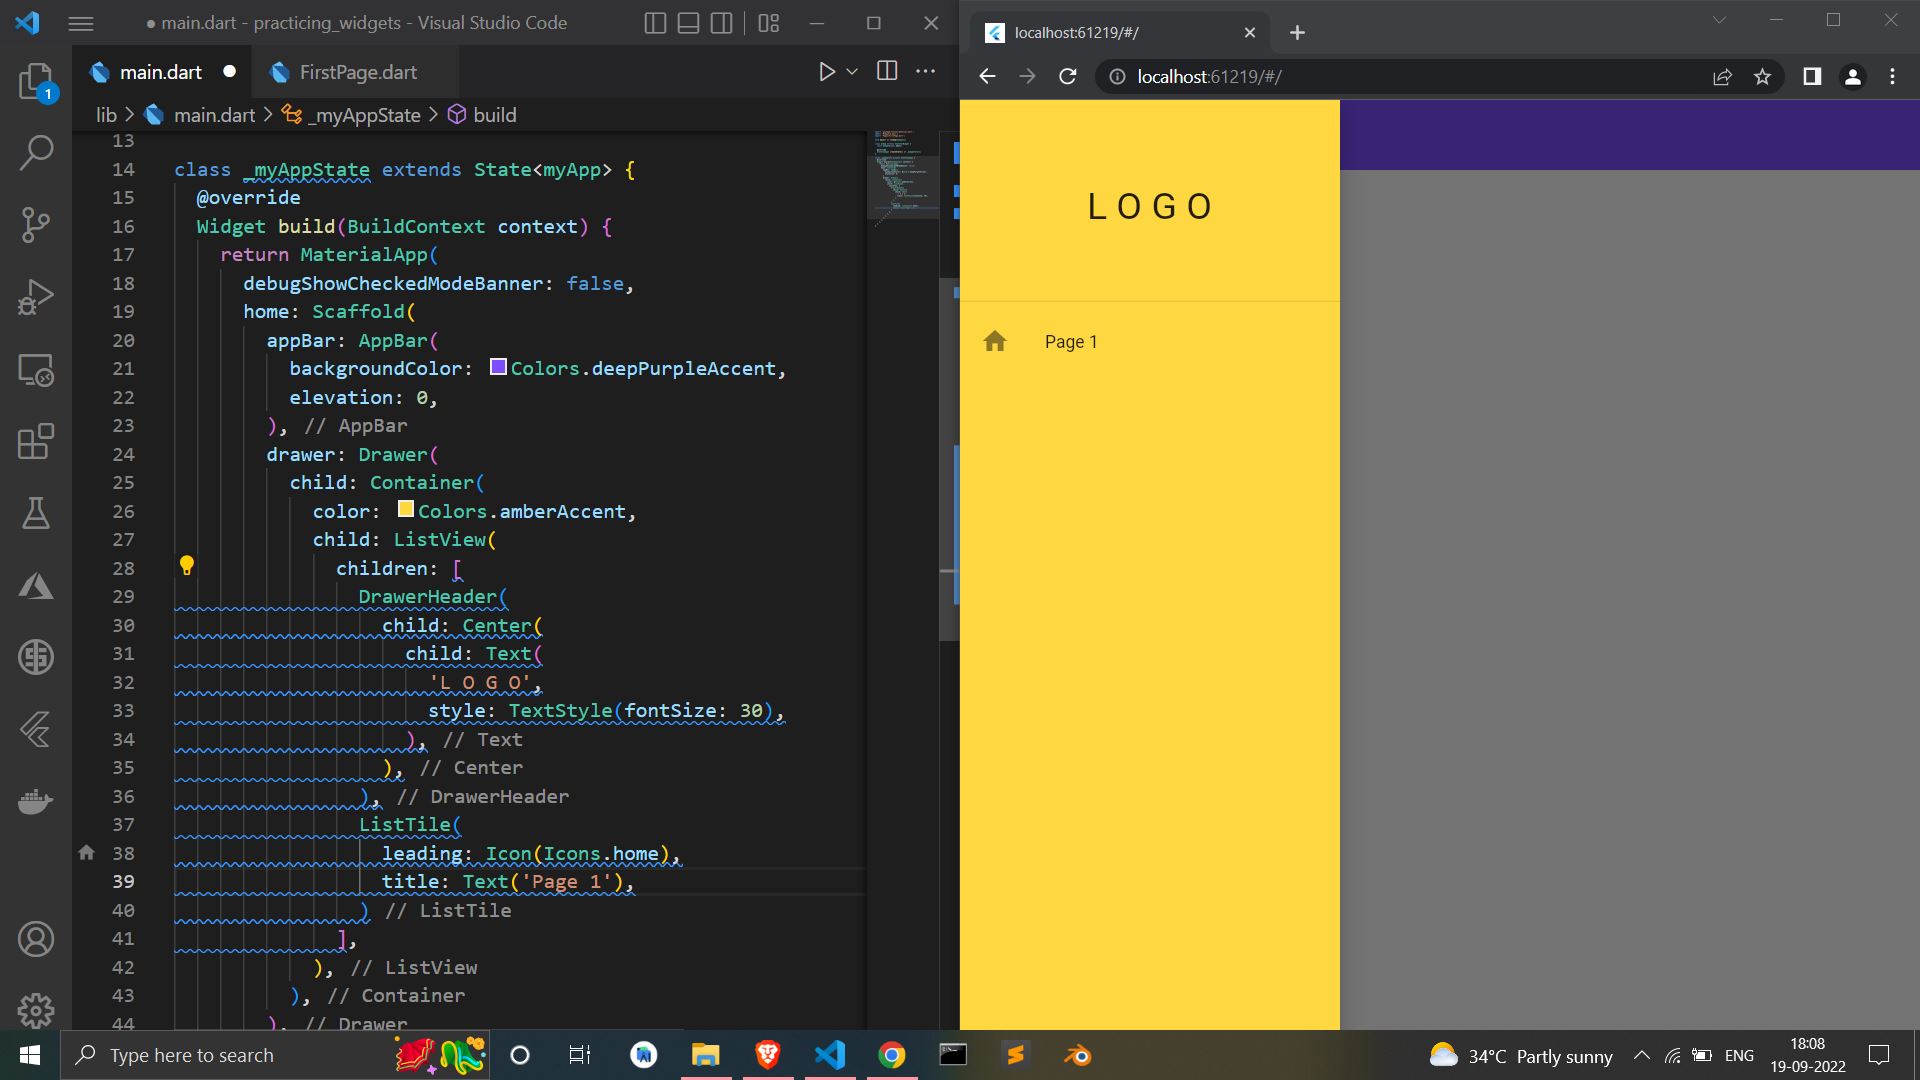 main.dart - practicing_widgets - Visual Studio Code
main.dart
FirstPage.dart
lib > main.dart > _myAppState > build
13
14 class _myAppState extends State<myApp> {
15 @override
16 Widget build(BuildContext context) {
17 return MaterialApp(
18 debugShowCheckedModeBanner: false,
19 home: Scaffold(
20 appBar: AppBar(
21 backgroundColor: Colors.deepPurpleAccent,
22 elevation: 0,
23 ), // AppBar
24 drawer: Drawer(
25 child: Container(
26 color: Colors.amberAccent,
27 child: ListView(
28 children: [
29 DrawerHeader(
30 child: Center(
31 child: Text(
32 'L O G O',
33 style: TextStyle(fontSize: 30),
34 ), // Text
35 ), // Center
36 ), // DrawerHeader
37 ListTile(
38 leading: Icon(Icons.home),
39 title: Text('Page 1'),
40 ) // ListTile
41 ],
42 ), // ListView
43 ), // Container
44 ), // Drawer
1
localhost:61219/#/
localhost:61219/#/
L O G O
Page 1
Type here to search
34°C Partly sunny
ENG
18:08
19-09-2022